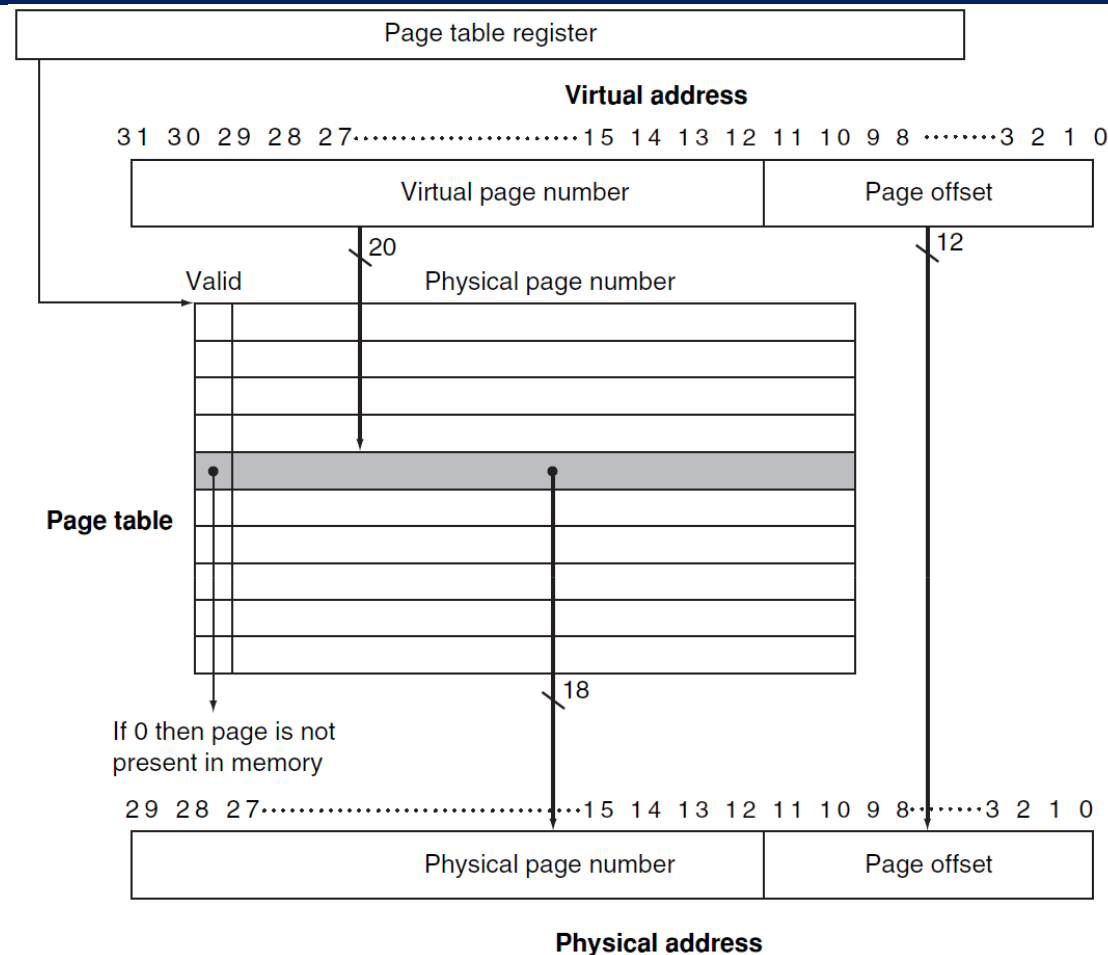 Page table register
Virtual address
31 30 29 28 27......................15 14 13 12 11 10 9 8 .......3 2 1 0
Virtual page number Page offset
20 12
Valid Physical page number
Page table
18
If 0 then page is not
present in memory
29 28 27................................15 14 13 12 11 10 9 8.......3 2 1 0
Physical page number Page offset
Physical address